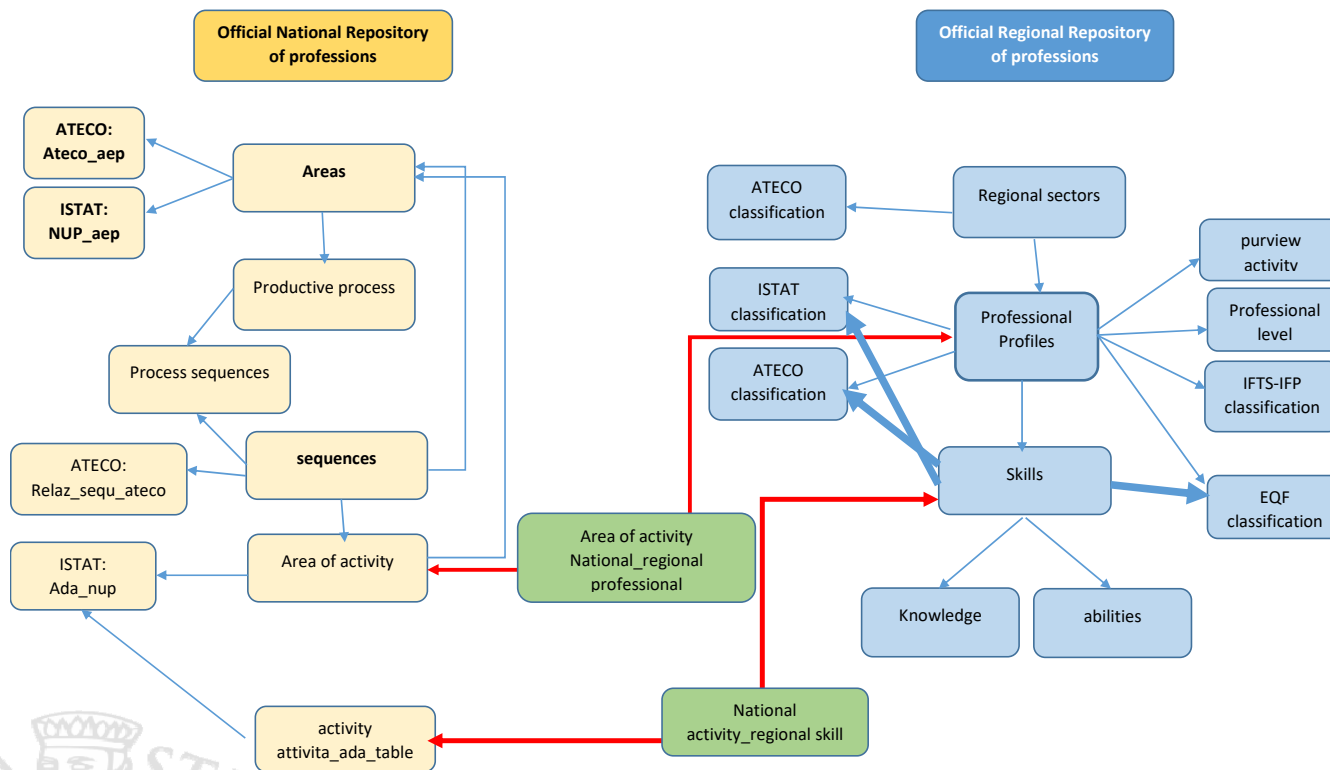 Official National Repository
of professions
Official Regional Repository
of professions
ATECO:
Ateco_aep
Areas
ISTAT:
NUP_aep
Productive process
Process sequences
sequences
ATECO:
Relaz_sequ_ateco
Area of activity
ISTAT:
Ada_nup
activity
attivita_ada_table
Area of activity
National_regional
professional
National
activity_regional skill
ATECO
classification
Regional sectors
ISTAT
classification
Professional
Profiles
ATECO
classification
purview
activity
Professional
level
IFTS-IFP
classification
Skills
EQF
classification
Knowledge
abilities